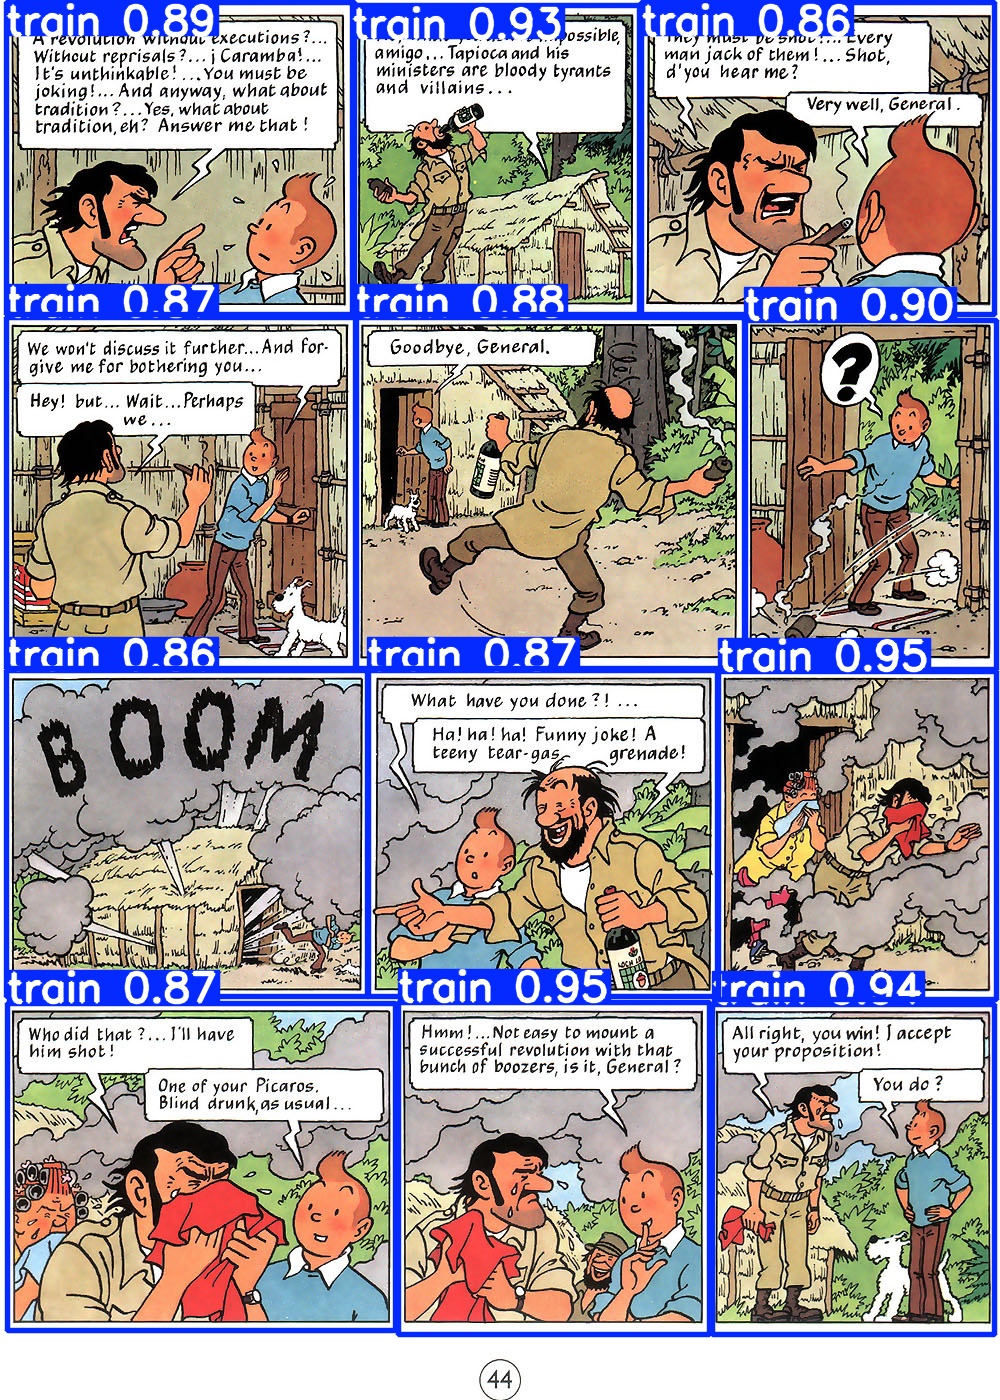 train 0.89
A revolution without executions?...
Without reprisals?...¡Caramba!...
It's unthinkable!...You must be
joking!...And anyway, what about
tradition?...Yes, what about
tradition, eh? Answer me that!
train 0.93
impossible,
amigo... Tapioca and his
ministers are bloody tyrants
and villains...
train 0.86
They must be shot!... Every
man jack of them!... Shot,
d'you hear me?
Very well, General.
train 0.87
We won't discuss it further...And for-
give me for bothering you...
Hey! but... Wait...Perhaps
we...
train 0.88
Goodbye, General.
train 0.90
?
train 0.86
BOOM
train 0.87
What have you done?! ...
Ha! ha! ha! Funny joke! A
teeny tear-gas grenade!
LOCH
train 0.95
train 0.87
Who did that?... I'll have
him shot!
One of your Picaros.
Blind drunk, as usual...
train 0.95
Hmm!...Not easy to mount a
successful revolution with that
bunch of boozers, is it, General?
train 0.94
All right, you win! I accept
your proposition!
You do?
44